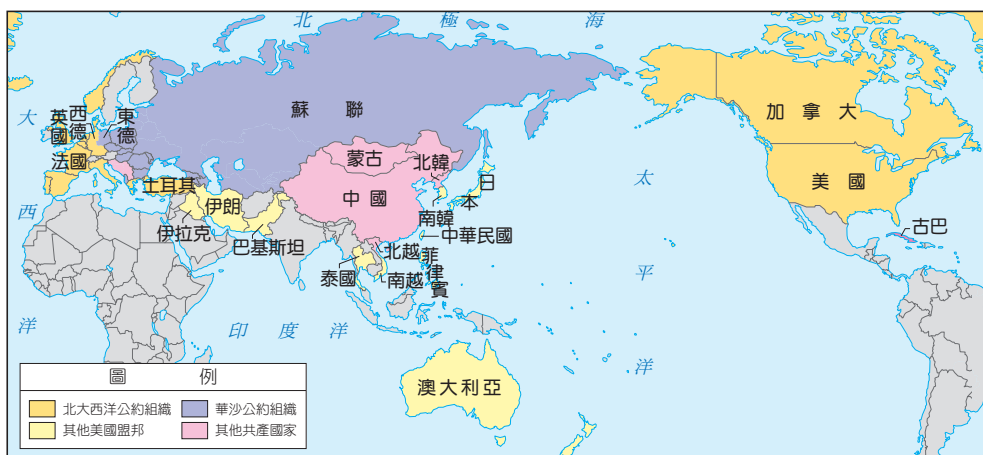 北極海
大西洋
英國
西德
東德
法國
蘇聯
蒙古
北韓
中國
日本
南韓
中華民國
土耳其
伊朗
伊拉克
巴基斯坦
北越
菲律賓
泰國
南越
印度洋
太平洋
加拿大
美國
古巴
澳大利亞
圖例
北大西洋公約組織
華沙公約組織
其他美國盟邦
其他共產國家